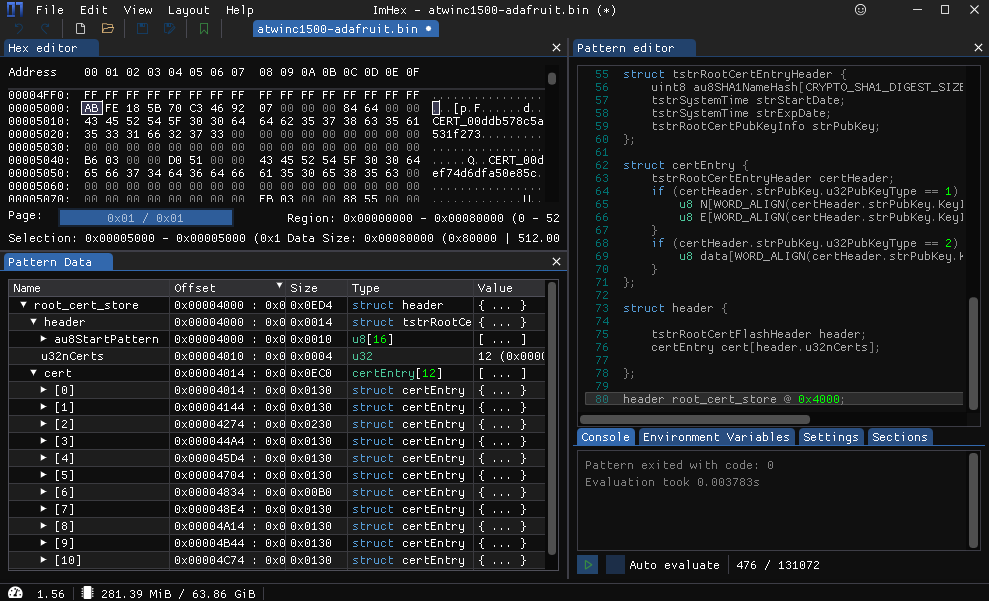 File Edit View Layout Help ImHex - atwinc1500-adafruit.bin (*)
atwinc1500-adafruit.bin
Hex editor
Address 00 01 02 03 04 05 06 07 08 09 0A 0B 0C 0D 0E 0F
00004FF0: FF FF FF FF FF FF FF FF FF FF FF FF FF FF FF FF ................
00005000: AB FE 18 5B 70 C3 46 92 07 00 00 00 84 64 00 00 ...[p.F......d..
00005010: 43 45 52 54 5F 30 30 64 64 62 35 37 38 63 35 61 CERT_00ddb578c5a
00005020: 35 33 31 66 32 37 33 00 00 00 00 00 00 00 00 00 531f273.........
00005030: 00 00 00 00 00 00 00 00 00 00 00 00 00 00 00 00 ................
00005040: B6 03 00 00 D0 51 00 00 43 45 52 54 5F 30 30 64 .....Q..CERT_00d
00005050: 65 66 37 34 64 36 64 66 61 35 30 65 38 35 63 00 ef74d6dfa50e85c.
00005060: 00 00 00 00 00 00 00 00 00 00 00 00 00 00 00 00 ................
00005070: 00 00 00 00 00 00 00 00 EB 03 00 00 88 55 00 00 .............U..
Page: 0x01 / 0x01 Region: 0x00000000 - 0x00080000 (0 - 52
Selection: 0x00005000 - 0x00005000 (0x1 Data Size: 0x00080000 (0x80000 | 512.00
Pattern Data
Name Offset Size Type Value
root_cert_store 0x00004000 : 0x0 0x0ED4 struct header { ... }
header 0x00004000 : 0x0 0x0014 struct tstrRootCe { ... }
au8StartPattern 0x00004000 : 0x0 0x0010 u8[16] [ ... ]
u32nCerts 0x00004010 : 0x0 0x0004 u32 12 (0x000
cert 0x00004014 : 0x0 0x0EC0 certEntry[12] [ ... ]
[0] 0x00004014 : 0x0 0x0130 struct certEntry { ... }
[1] 0x00004144 : 0x0 0x0130 struct certEntry { ... }
[2] 0x00004274 : 0x0 0x0230 struct certEntry { ... }
[3] 0x000044A4 : 0x0 0x0130 struct certEntry { ... }
[4] 0x000045D4 : 0x0 0x0130 struct certEntry { ... }
[5] 0x00004704 : 0x0 0x0130 struct certEntry { ... }
[6] 0x00004834 : 0x0 0x00B0 struct certEntry { ... }
[7] 0x000048E4 : 0x0 0x0130 struct certEntry { ... }
[8] 0x00004A14 : 0x0 0x0130 struct certEntry { ... }
[9] 0x00004B44 : 0x0 0x0130 struct certEntry { ... }
[10] 0x00004C74 : 0x0 0x0130 struct certEntry { ... }
Pattern editor
55 struct tstrRootCertEntryHeader {
56 uint8 au8SHA1NameHash[CRYPTO_SHA1_DIGEST_SIZE
57 tstrSystemTime strStartDate;
58 tstrSystemTime strExpDate;
59 tstrRootCertPubKeyInfo strPubKey;
60 };
61
62 struct certEntry {
63 tstrRootCertEntryHeader certHeader;
64 if (certHeader.strPubKey.u32PubKeyType == 1)
65 u8 N[WORD_ALIGN(certHeader.strPubKey.Key
66 u8 E[WORD_ALIGN(certHeader.strPubKey.Key
67 }
68 if (certHeader.strPubKey.u32PubKeyType == 2)
69 u8 data[WORD_ALIGN(certHeader.strPubKey.
70 }
71 };
72
73 struct header {
74
75 tstrRootCertFlashHeader header;
76 certEntry cert[header.u32nCerts];
77
78 };
79
80 header root_cert_store @ 0x4000;
Console Environment Variables Settings Sections
Pattern exited with code: 0
Evaluation took 0.003783s
Auto evaluate 476 / 131072
1.56 281.39 MiB / 63.86 GiB